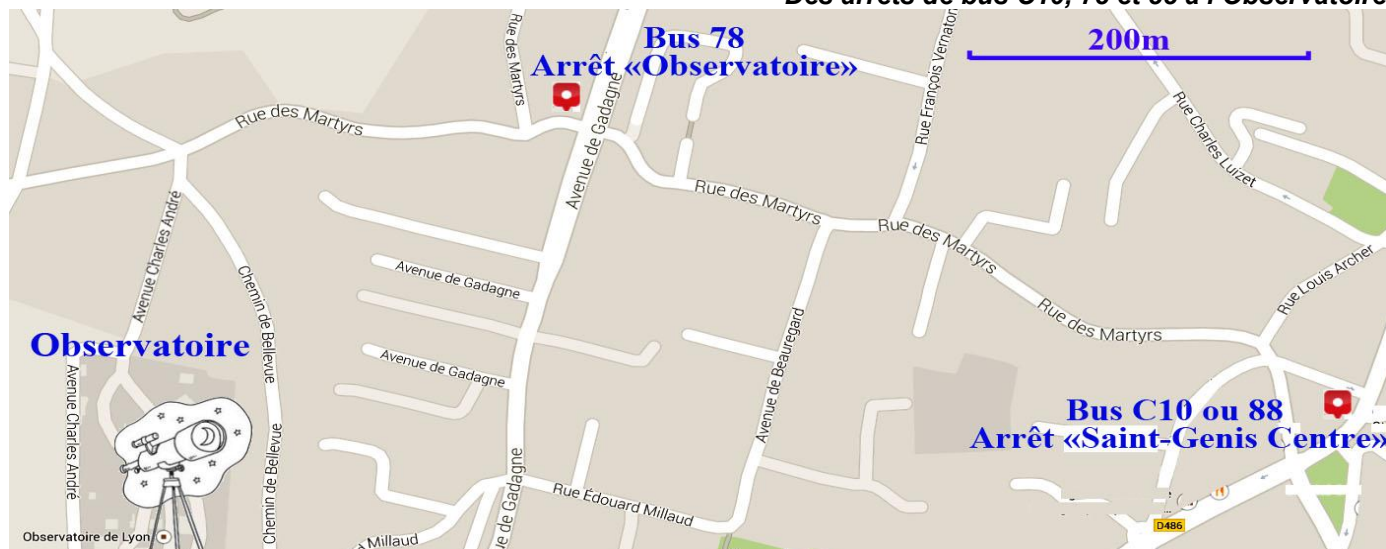 Bus 78
Arrêt «Observatoire»
200m
Rue des Martyrs
Rue des Martyrs
Avenue de Gadagne
Rue François Vernaton
Rue Charles Luizet
Rue des Martyrs
Rue des Martyrs
Rue des Martyrs
Rue Louis Archer
Avenue Charles André
Chemin de Bellevue
Avenue de Gadagne
Avenue de Gadagne
Avenue de Beauregard
Observatoire
Avenue Charles André
Chemin de Bellevue
Bus C10 ou 88
Arrêt «Saint-Genis Centre»
Rue Édouard Millaud
Millaud
e de Gadagne
D486
Observatoire de Lyon